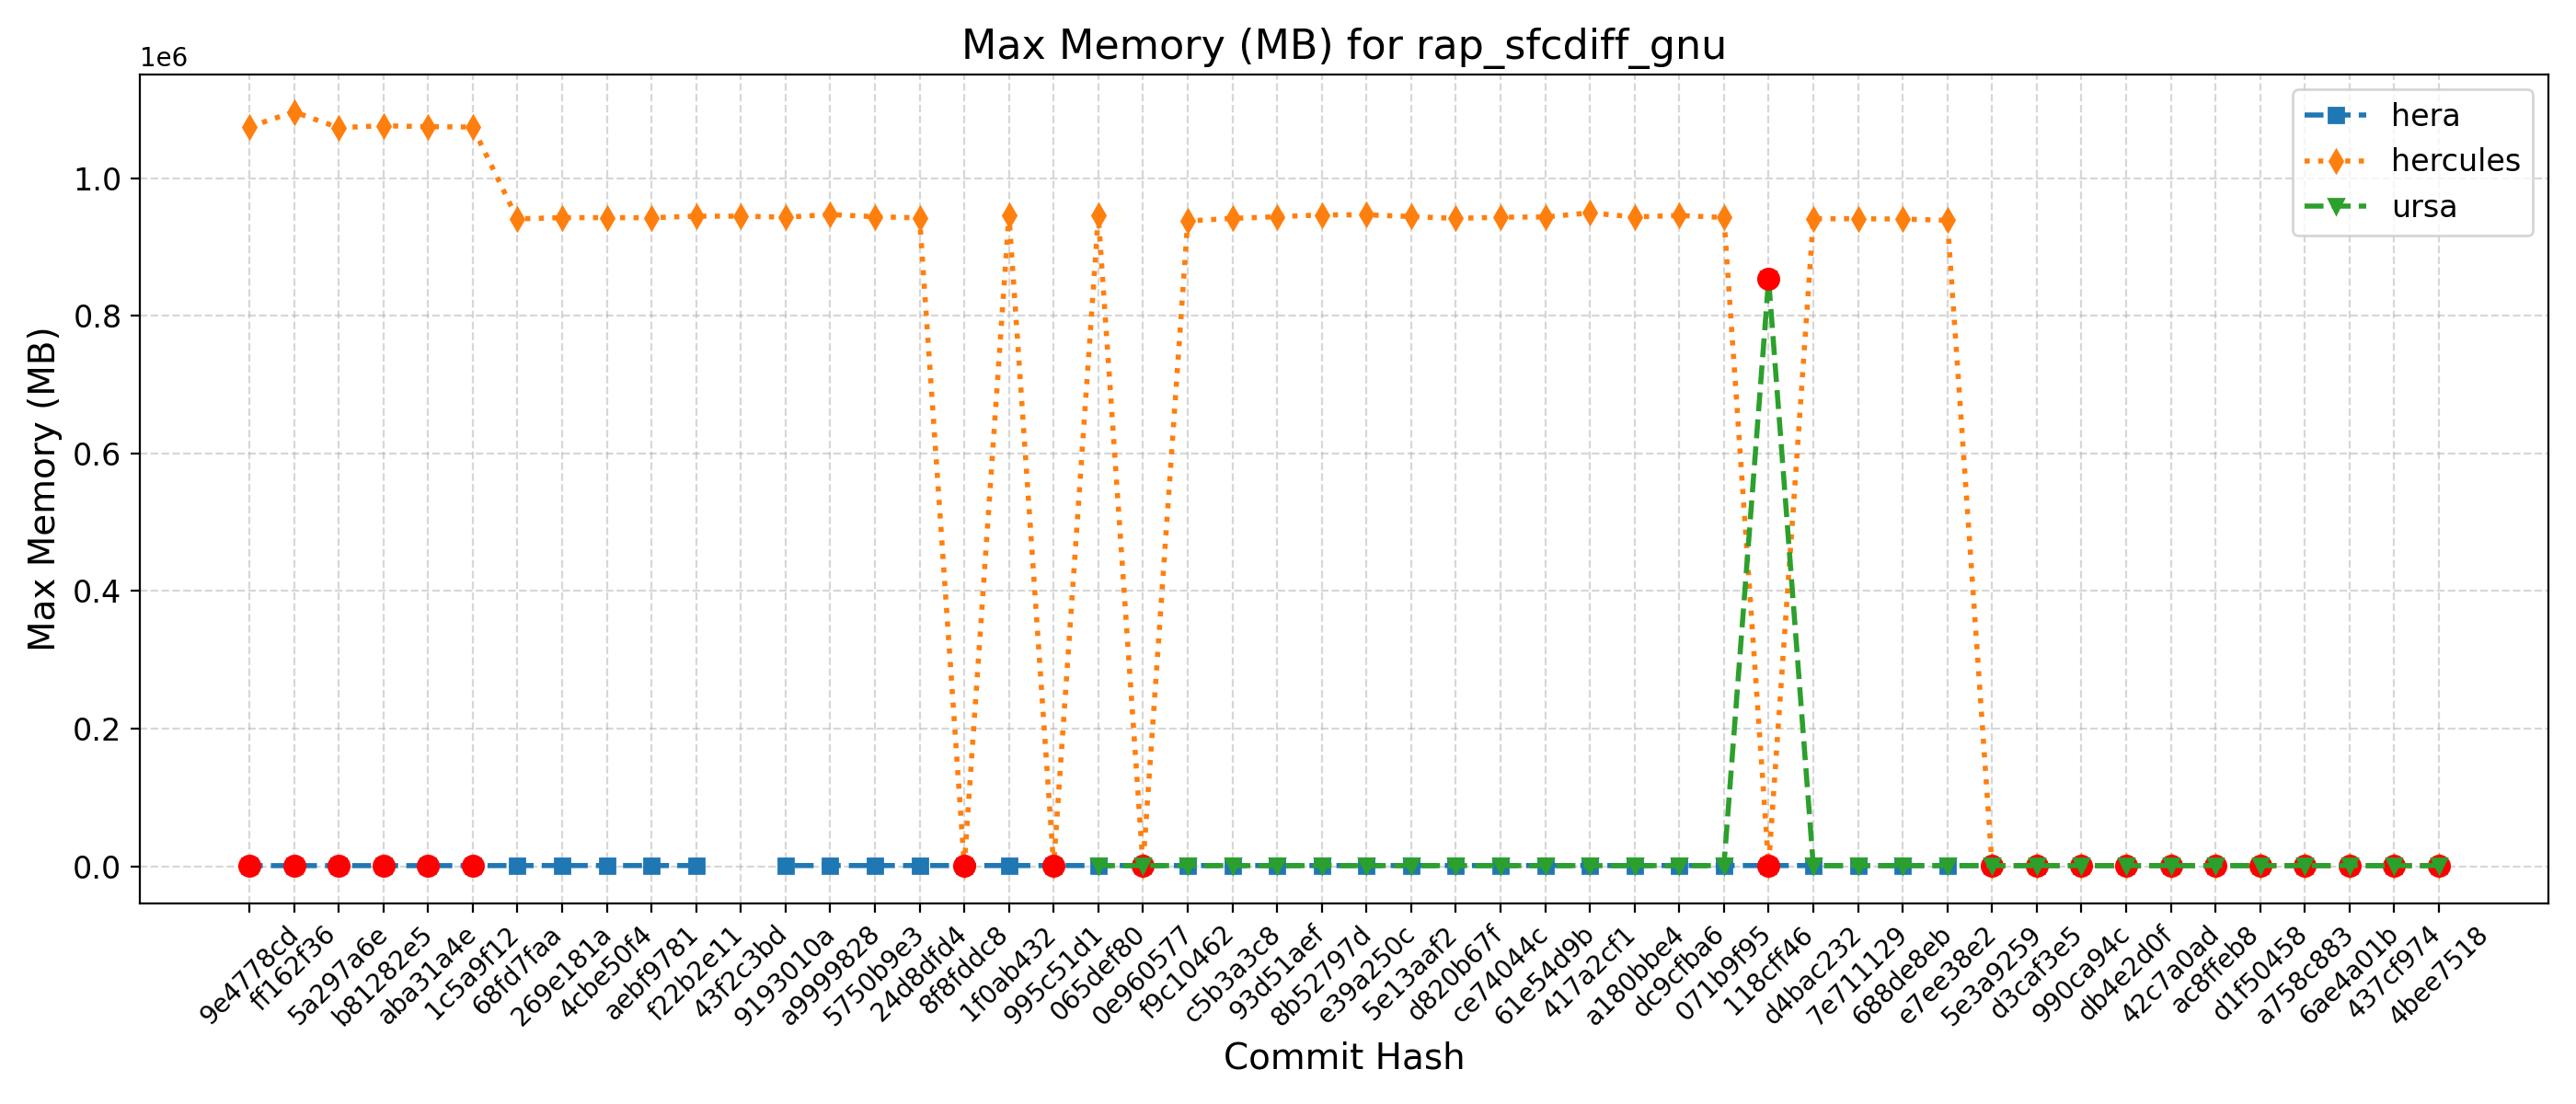 Max Memory (MB) for rap_sfcdiff_gnu
1e6
hera
hercules
ursa
1.0
0.8
0.6
0.4
0.2
0.0
Max Memory (MB)
9e4778cd
ff162f36
5a297a6e
b81282e5
aba31a4e
1c5a9f12
68fd7faa
269e181a
4cbe50f4
aebf9781
f22b2e11
43f2c3bd
9193010a
a9999828
5750b9e3
24d8dfd4
8f8fddc8
1f0ab432
995c51d1
065def80
0e960577
f9c10462
c5b3a3c8
93d51aef
8b52797d
e39a250c
5e13aaf2
d820b67f
ce74044c
61e54d9b
417a2cf1
a180bbe4
dc9cfba6
071b9f95
118cff46
d4bac232
7e711129
688de8eb
e7ee38e2
5e3a9259
d3caf3e5
990ca94c
db4e2d0f
42c7a0ad
ac8ffeb8
d1f50458
a758c883
6ae4a01b
437cf974
4bee7518
Commit Hash